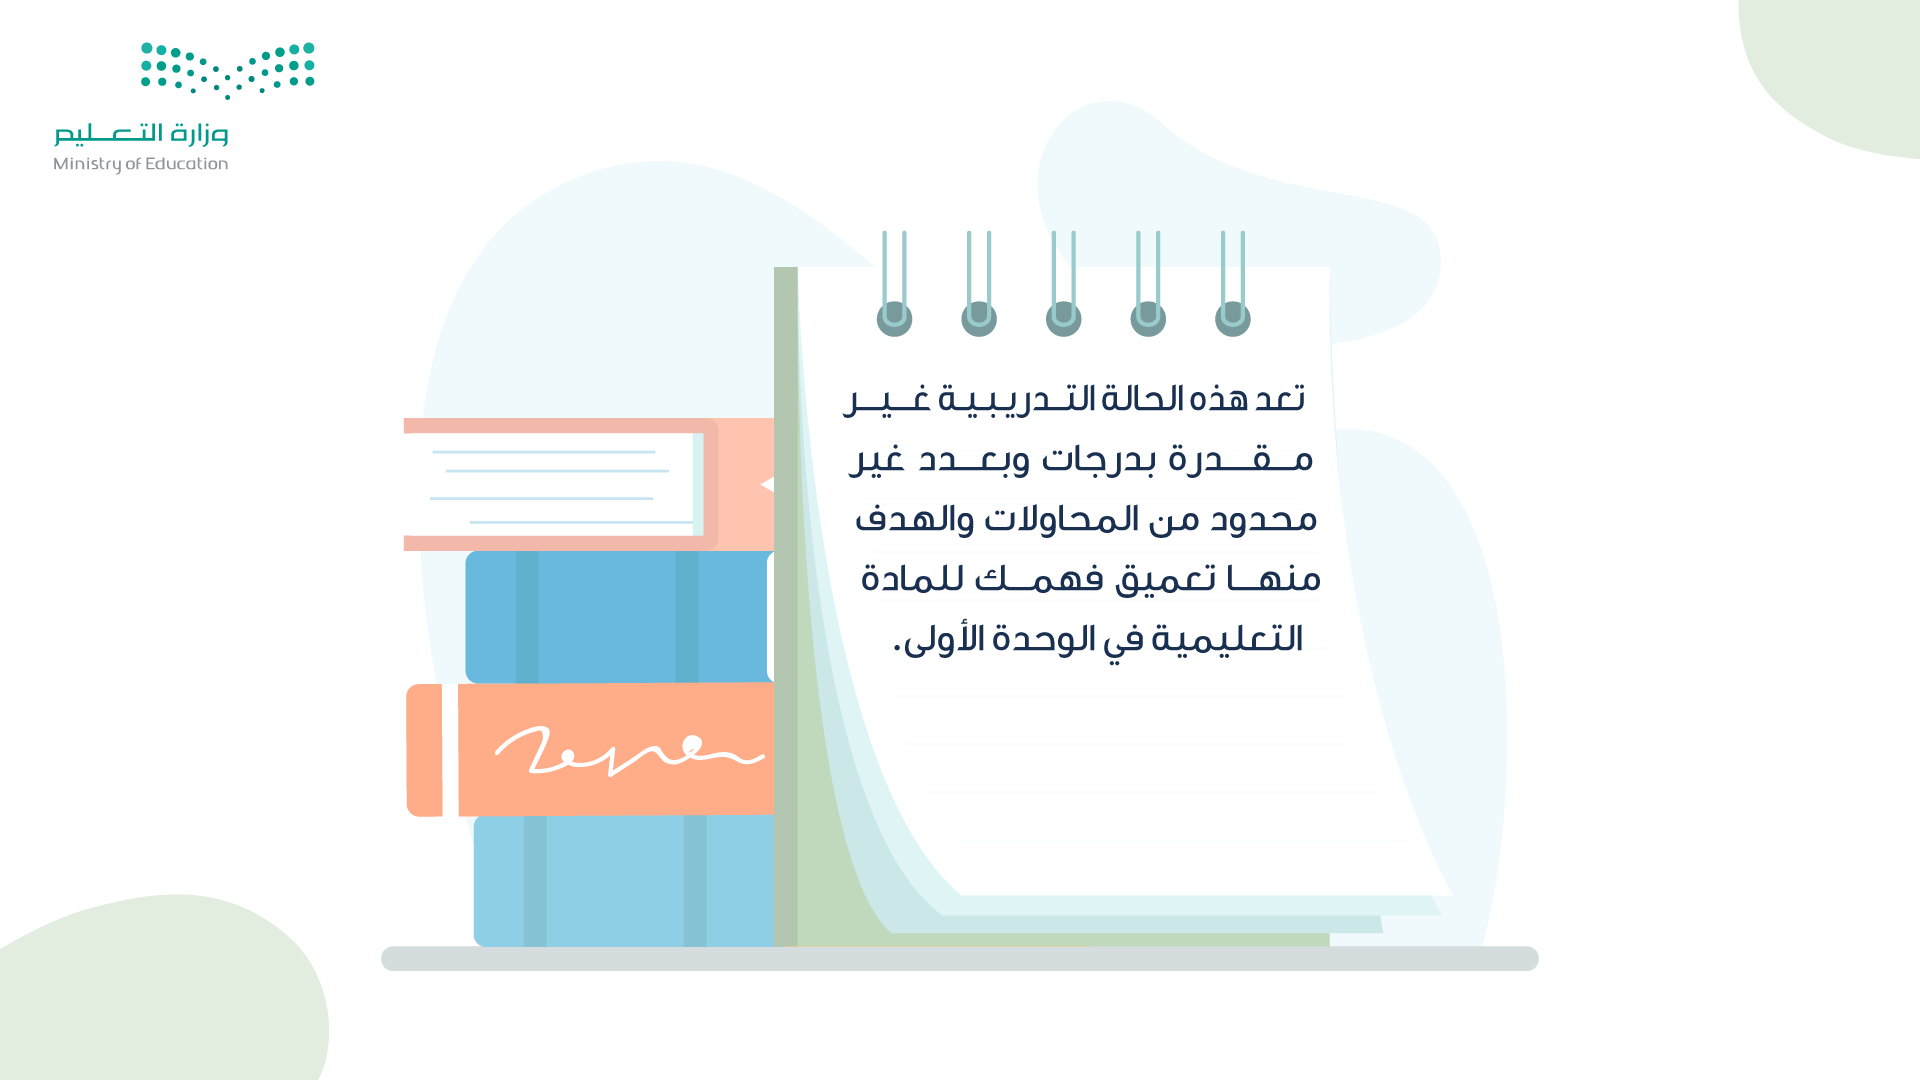 وزارة التعليم
Ministry of Education
تعد هذه الحالة التدريبية غير
مقدرة بدرجات وبعدد غير
محدود من المحاولات والهدف
منها تعميق فهمك للمادة
التعليمية في الوحدة الأولى.